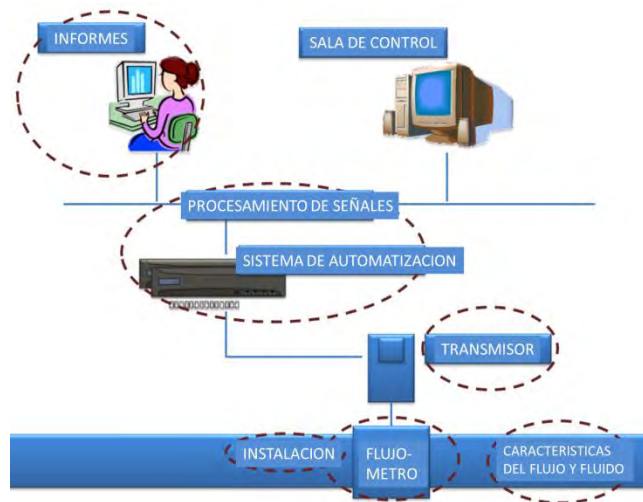 INFORMES
SALA DE CONTROL
PROCESAMIENTO DE SEÑALES
SISTEMA DE AUTOMATIZACION
TRANSMISOR
INSTALACION
FLUJO-
METRO
CARACTERISTICAS
DEL FLUJO Y FLUIDO